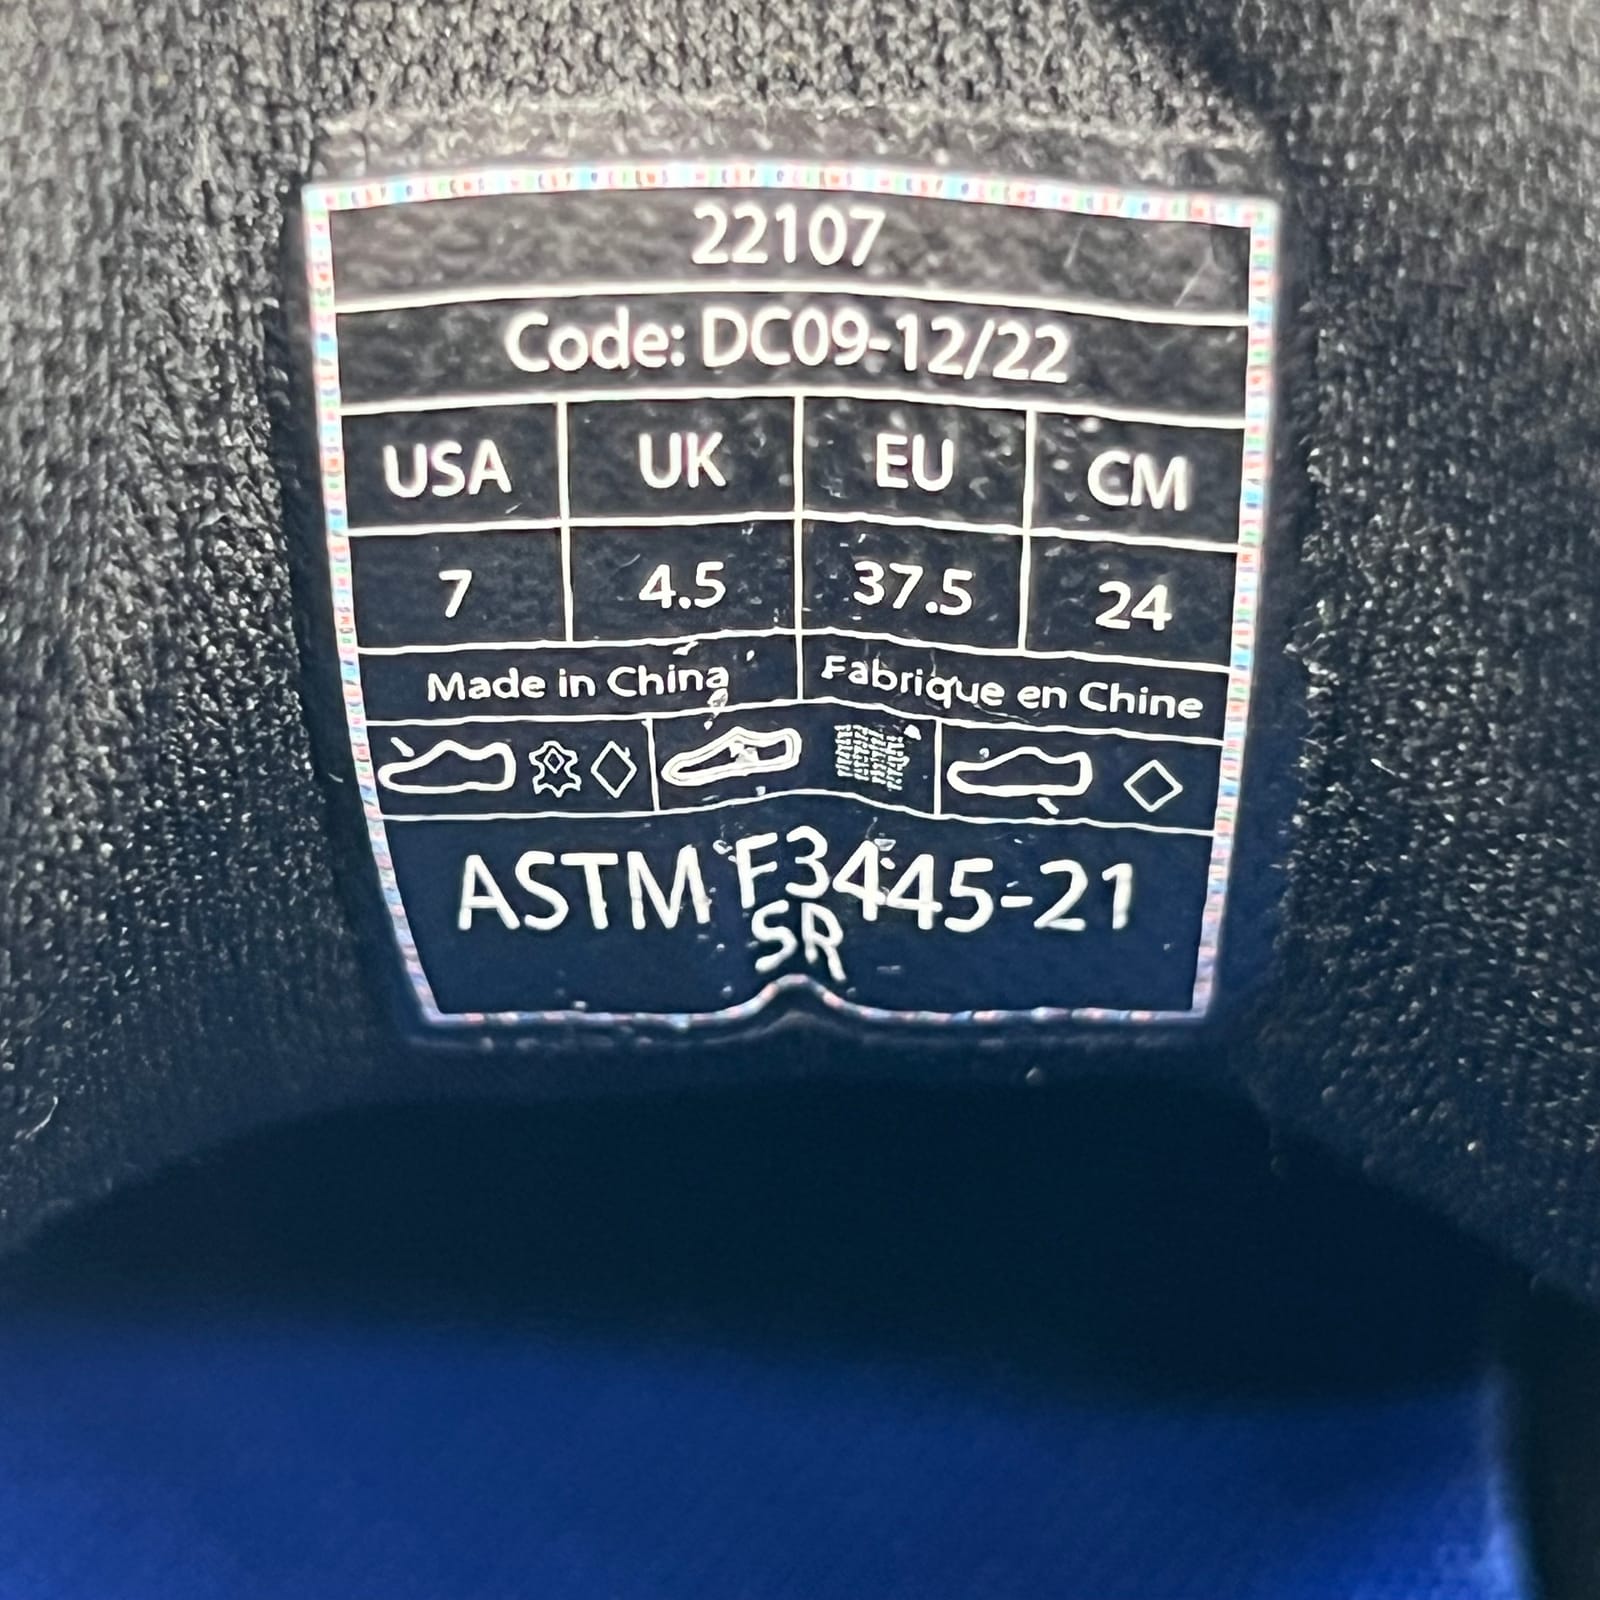 22107
Code: DC09-12/22
USA UK EU CM
7 4.5 37.5 24
Made in China Fabriqué en Chine
ASTM F3445-21
SR